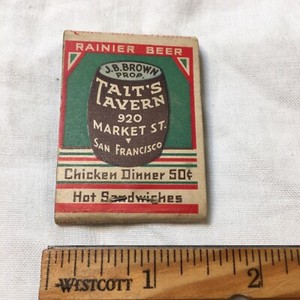 RAINIER BEER
J.B.BROWN
PROP.
TAIT'S
TAVERN
920
MARKET ST.
SAN FRANCISCO
Chicken Dinner 50¢
Hot Sandwiches
1 2
WESTCOTT